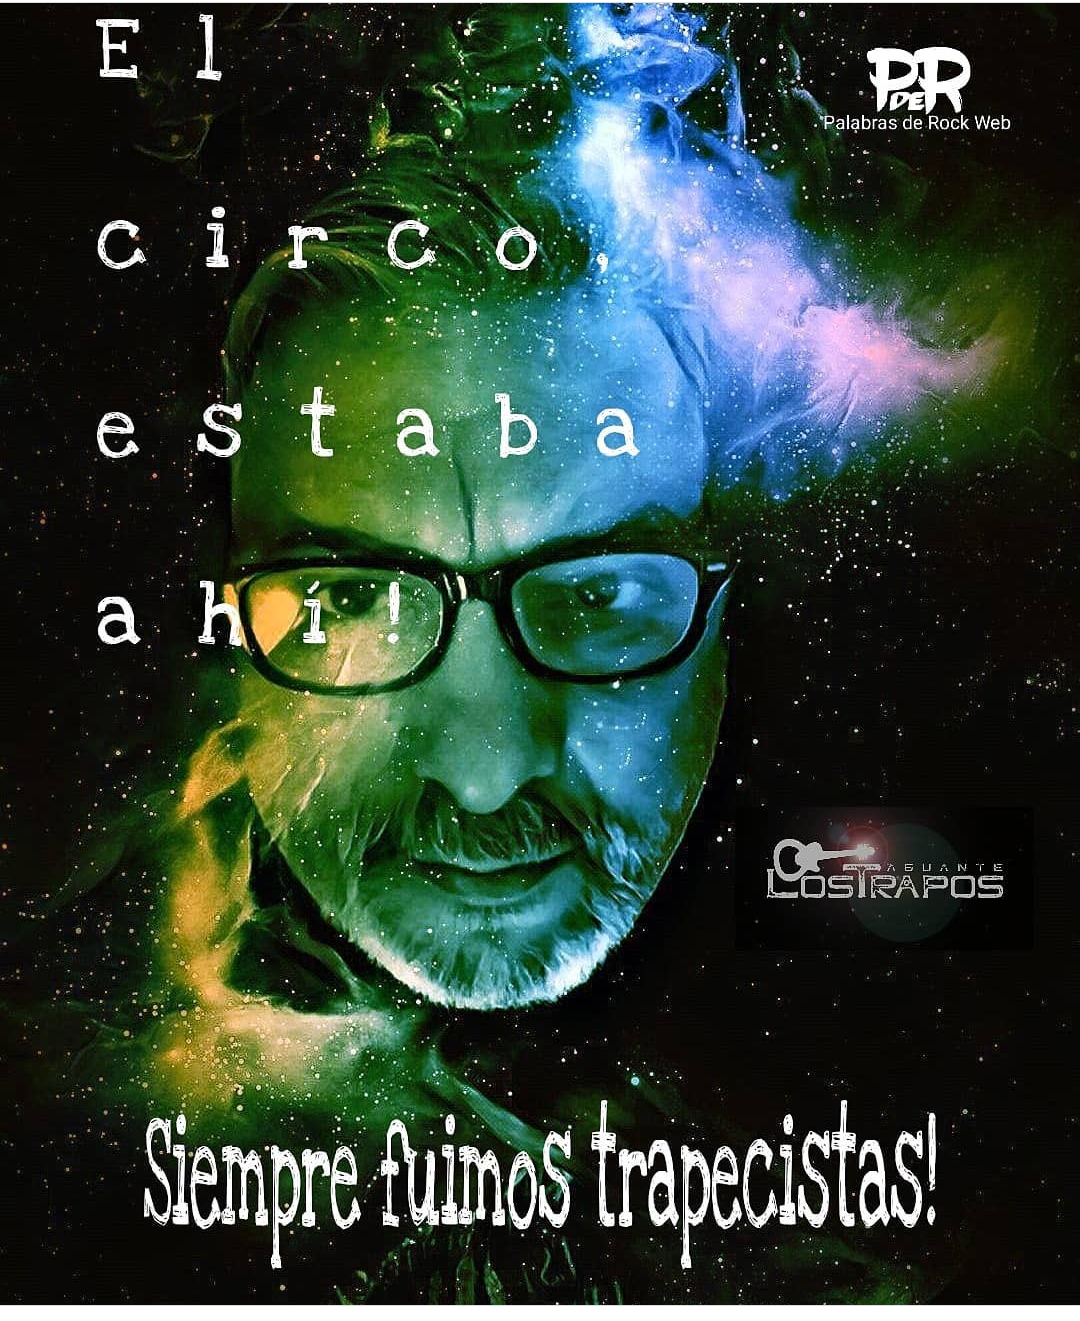 El
circo,
estaba
ahí!
PdeR
Palabras de Rock Web
AGUANTE
LOSTRAPOS
Siempre fuimos trapecistas!